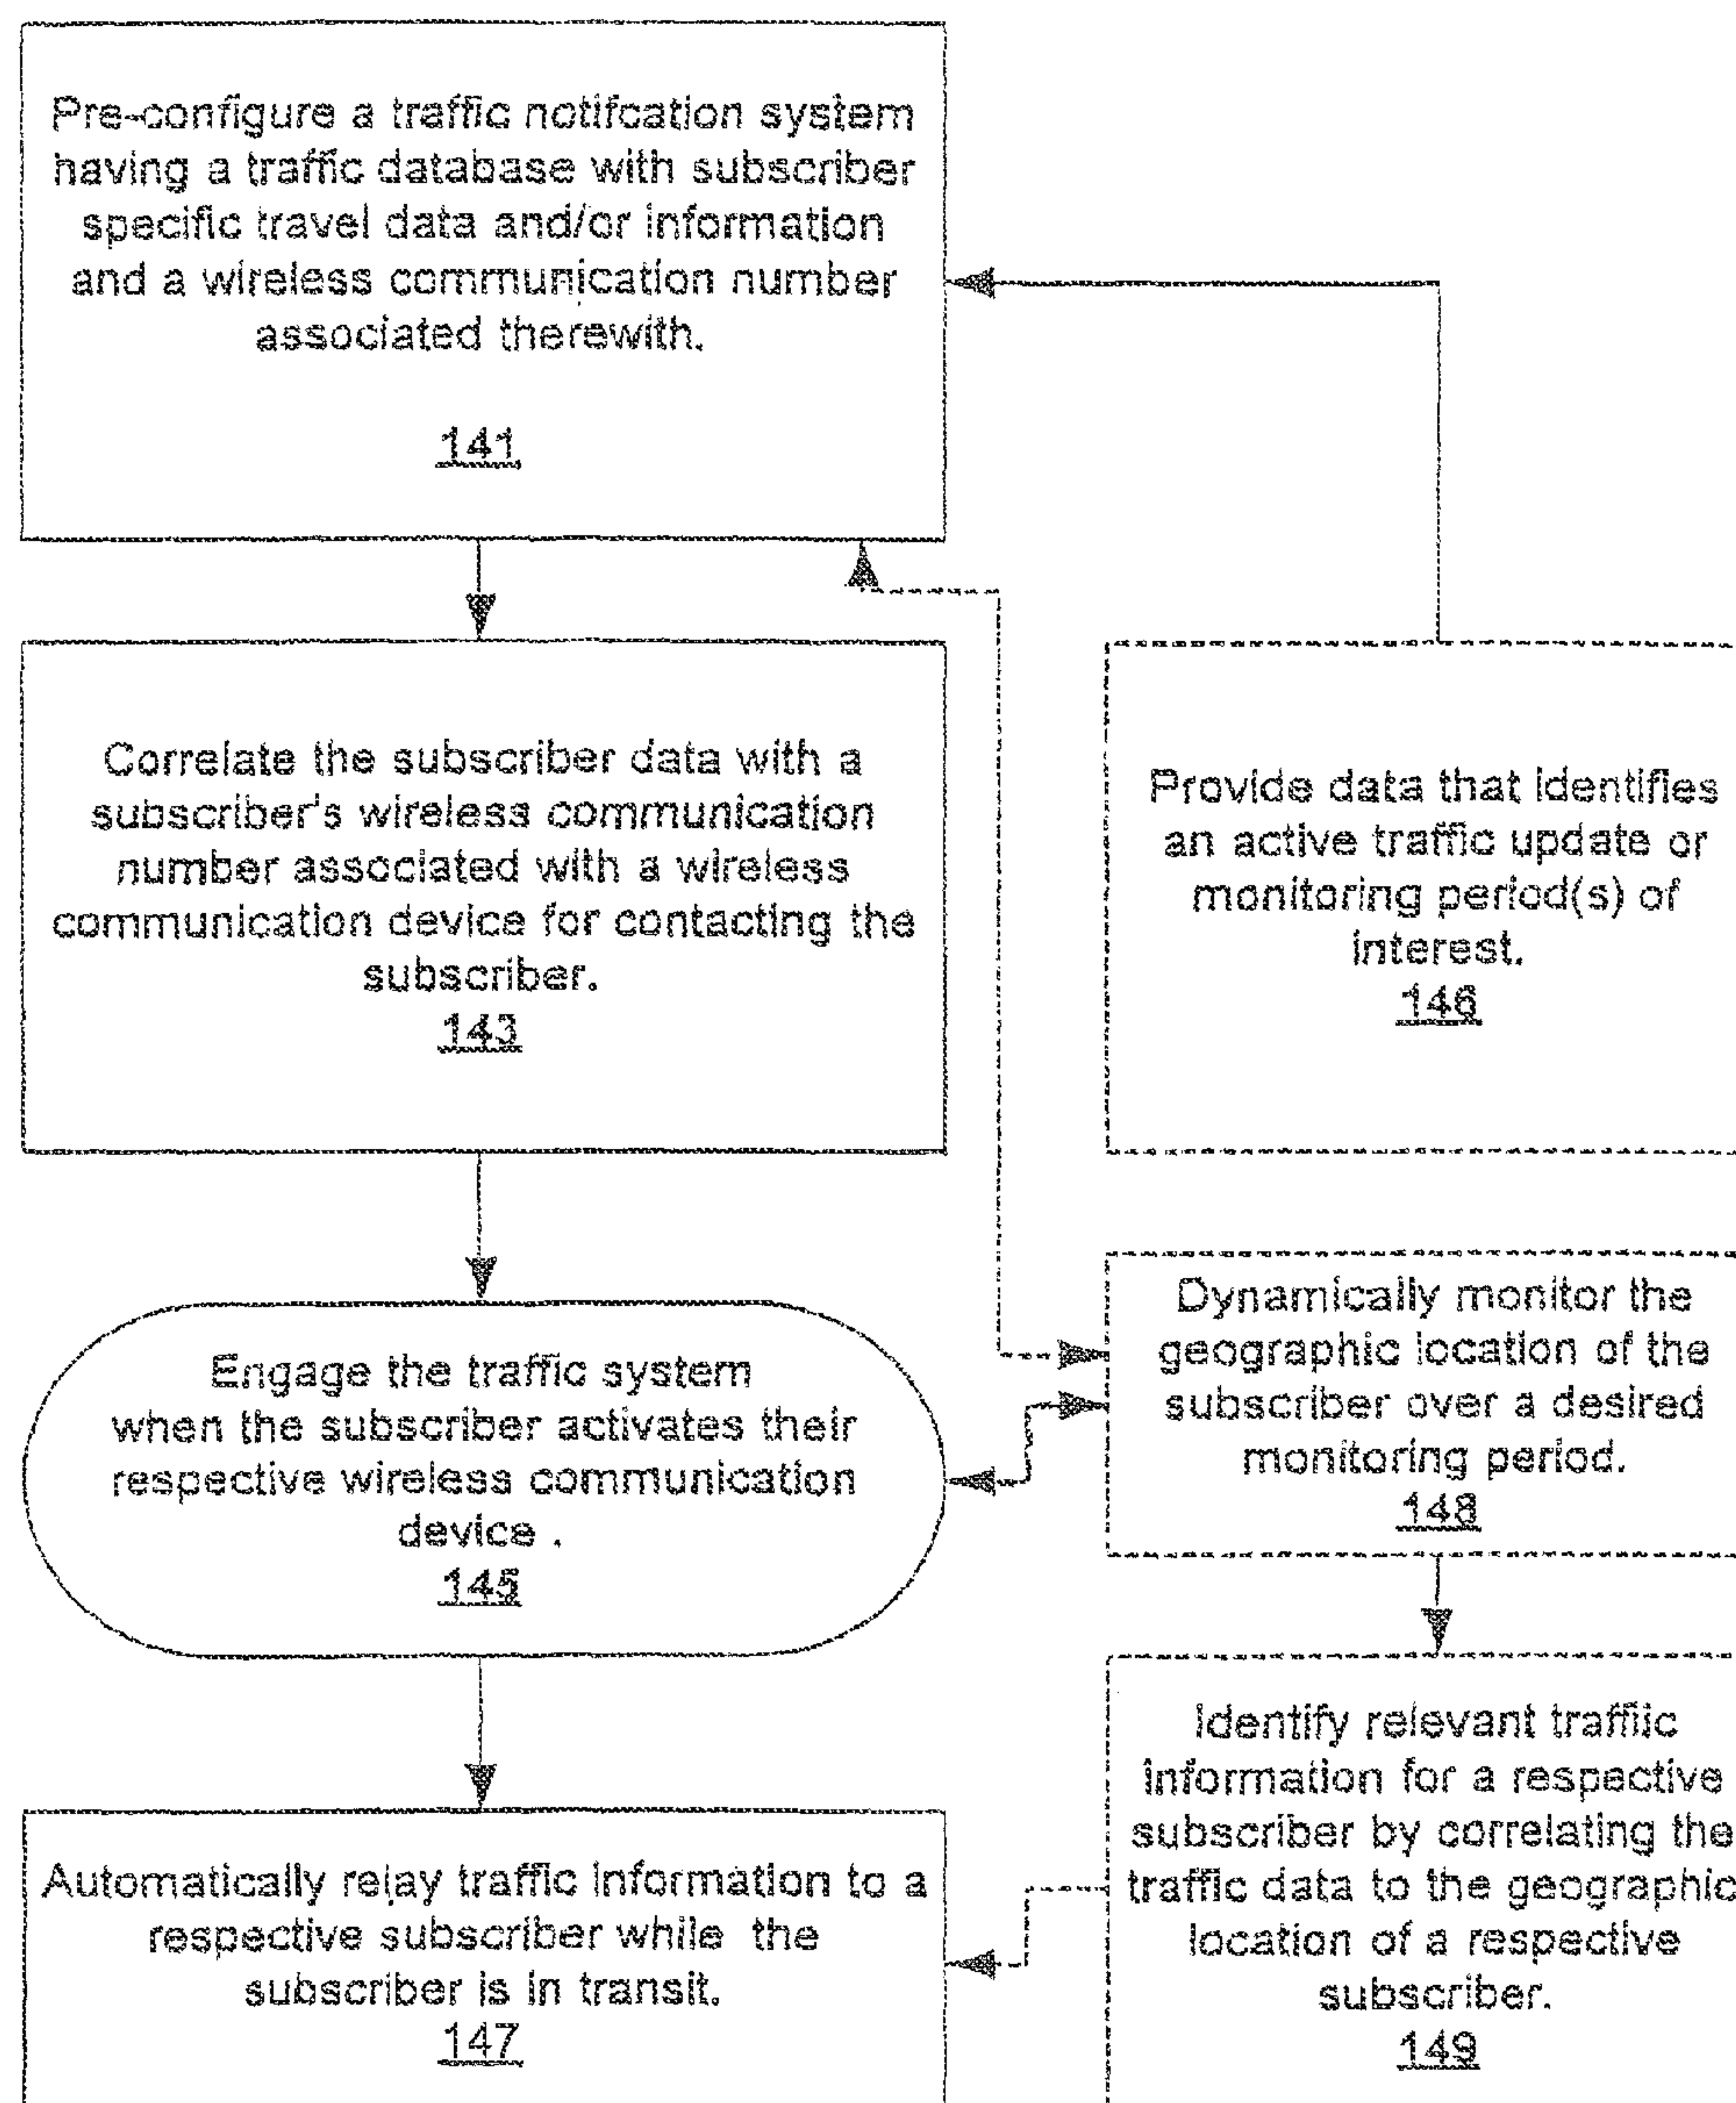 Pre-configure a traffic notifcation system
having a traffic database with subscriber
specific travel data and/or information
and a wireless communication number
associated therewith.
141
Correlate the subscriber data with a
subscriber's wireless communication
number associated with a wireless
communication device for contacting the
subscriber.
143
Provide data that identifies
an active traffic update or
monitoring period(s) of
interest.
146
Engage the traffic system
when the subscriber activates their
respective wireless communication
device .
145
Dynamically monitor the
geographic location of the
subscriber over a desired
monitoring period.
148
Automatically relay traffic information to a
respective subscriber while the
subscriber is in transit.
147
Identify relevant traffiic
information for a respective
subscriber by correlating the
traffic data to the geographic
location of a respective
subscriber.
149